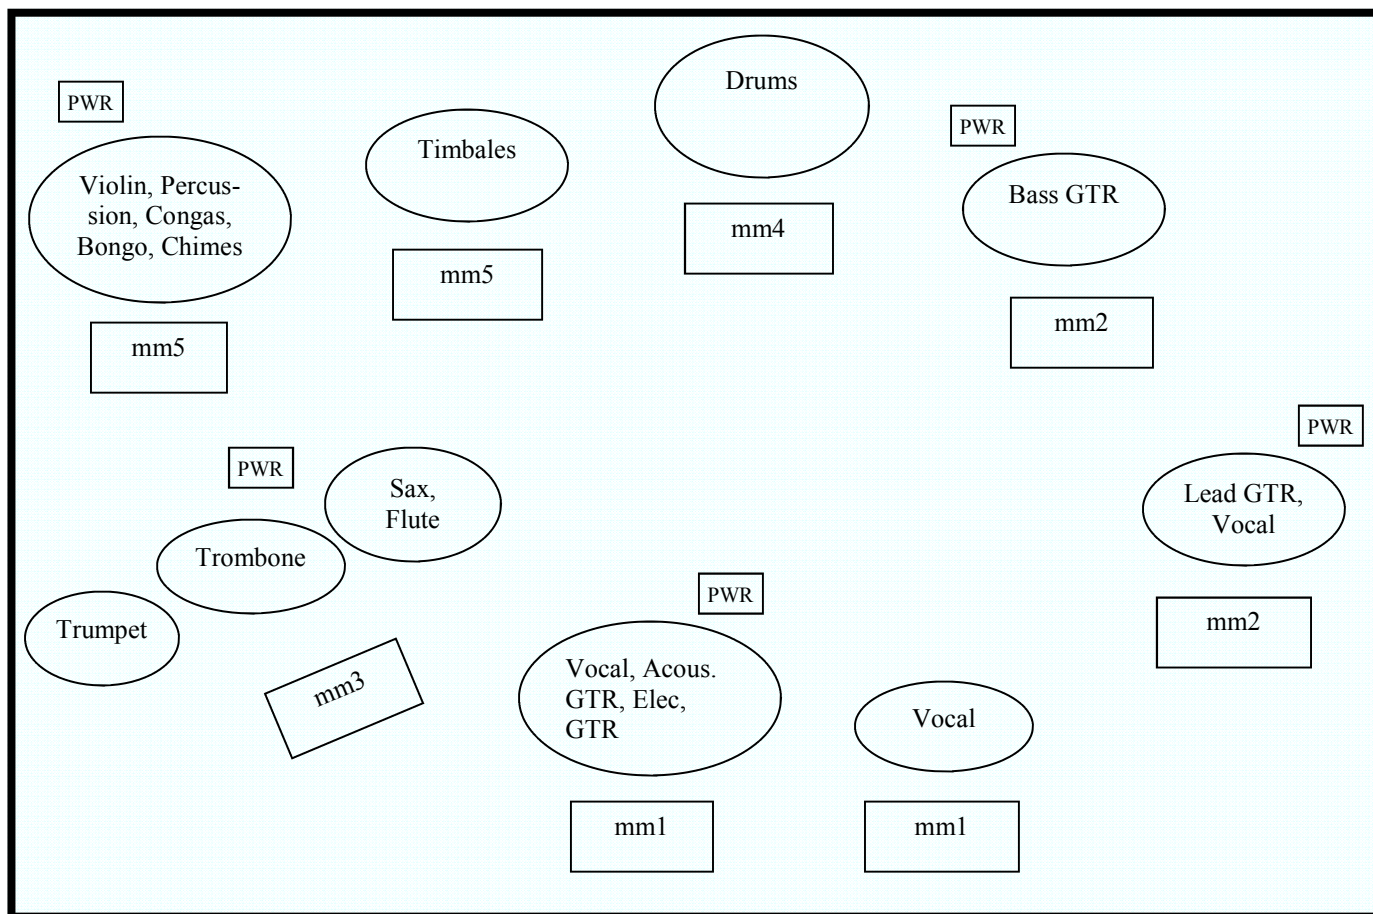 Drums
PWR
PWR
Timbales
Violin, Percus-
sion, Congas,
Bongo, Chimes
Bass GTR
mm4
mm5
mm2
mm5
PWR
PWR
Sax,
Flute
Lead GTR,
Vocal
Trombone
PWR
Trumpet
mm2
mm3
Vocal, Acous.
GTR, Elec,
GTR
Vocal
mm1
mm1